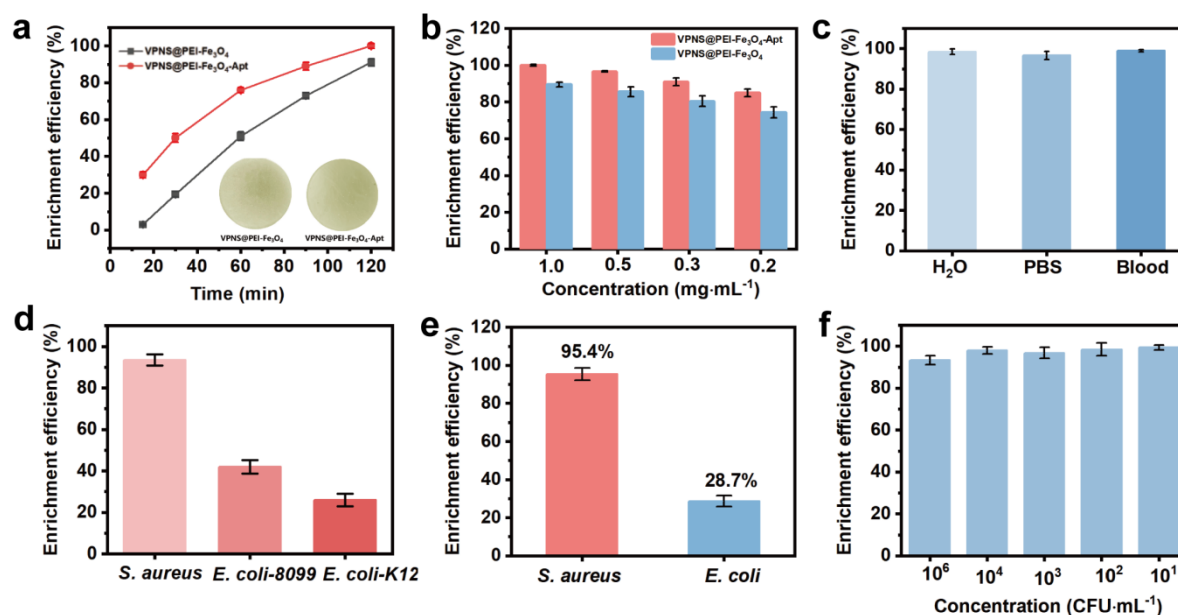 a
Enrichment efficiency (%)
100
80
60
40
20
0
VPNS@PEI-Fe₃O₄
VPNS@PEI-Fe₃O₄-Apt
VPNS@PEI-Fe₃O₄
VPNS@PEI-Fe₃O₄-Apt
0 20 40 60 80 100 120
Time (min)
b
Enrichment efficiency (%)
120
100
80
60
40
20
0
VPNS@PEI-Fe₃O₄-Apt
VPNS@PEI-Fe₃O₄
1.0 0.5 0.3 0.2
Concentration (mg·mL⁻¹)
c
Enrichment efficiency (%)
100
80
60
40
20
0
H₂O PBS Blood
d
Enrichment efficiency (%)
100
80
60
40
20
0
S. aureus E. coli-8099 E. coli-K12
e
Enrichment efficiency (%)
120
100
80
60
40
20
0
95.4%
28.7%
S. aureus E. coli
f
Enrichment efficiency (%)
100
80
60
40
20
0
10⁶ 10⁴ 10³ 10² 10¹
Concentration (CFU·mL⁻¹)